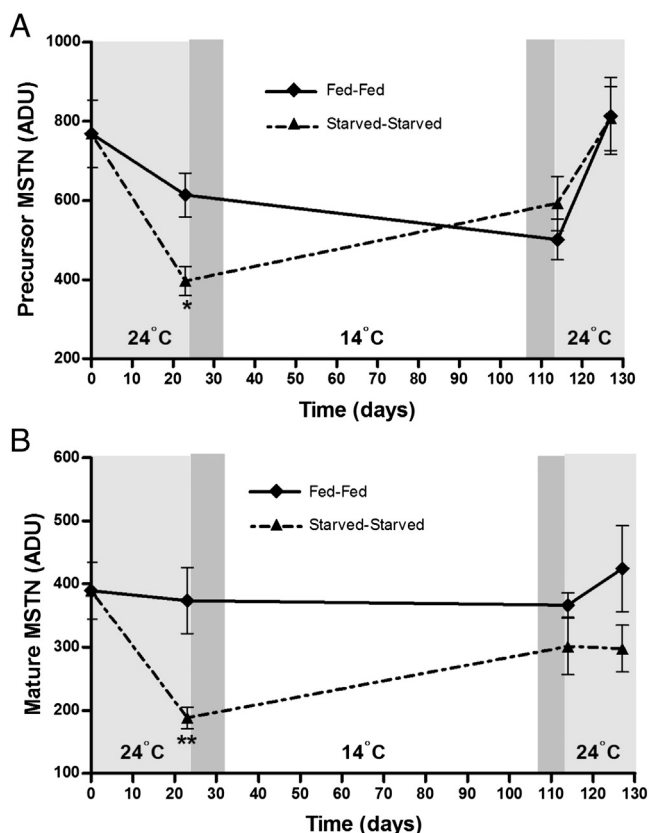 A
Precursor MSTN (ADU)
1000
800
600
400
200
Fed-Fed
Starved-Starved
*
24°C
14°C
24°C
0 10 20 30 40 50 60 70 80 90 100 110 120 130
Time (days)
B
Mature MSTN (ADU)
600
500
400
300
200
100
Fed-Fed
Starved-Starved
**
24°C
14°C
24°C
0 10 20 30 40 50 60 70 80 90 100 110 120 130
Time (days)